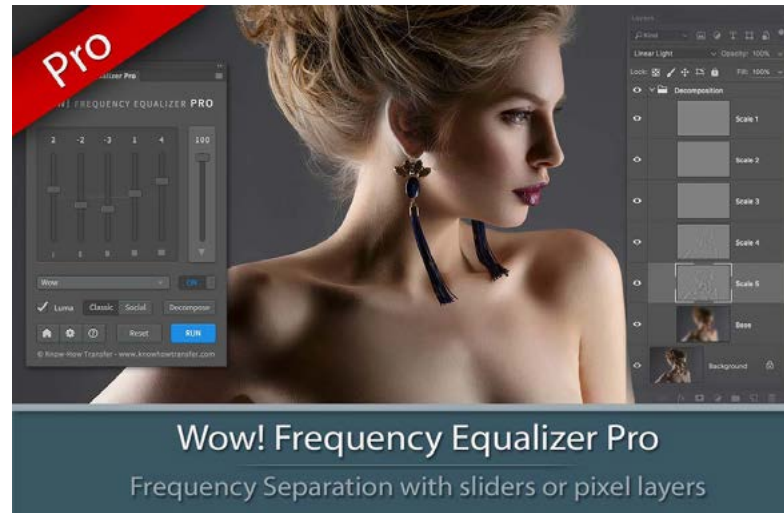 Pro
alizer Pro
WOW! FREQUENCY EQUALIZER PRO
2 -2 -3 1 4 100
Wow ON
Luma Classic Social Decompose
Reset RUN
© Know-How Transfer - www.knowhowtransfer.com
Layers
Kind
Linear Light Opacity: 100%
Lock: Fill: 100%
Decomposition
Scale 1
Scale 2
Scale 3
Scale 4
Scale 5
Base
Background
fx
Wow! Frequency Equalizer Pro
Frequency Separation with sliders or pixel layers